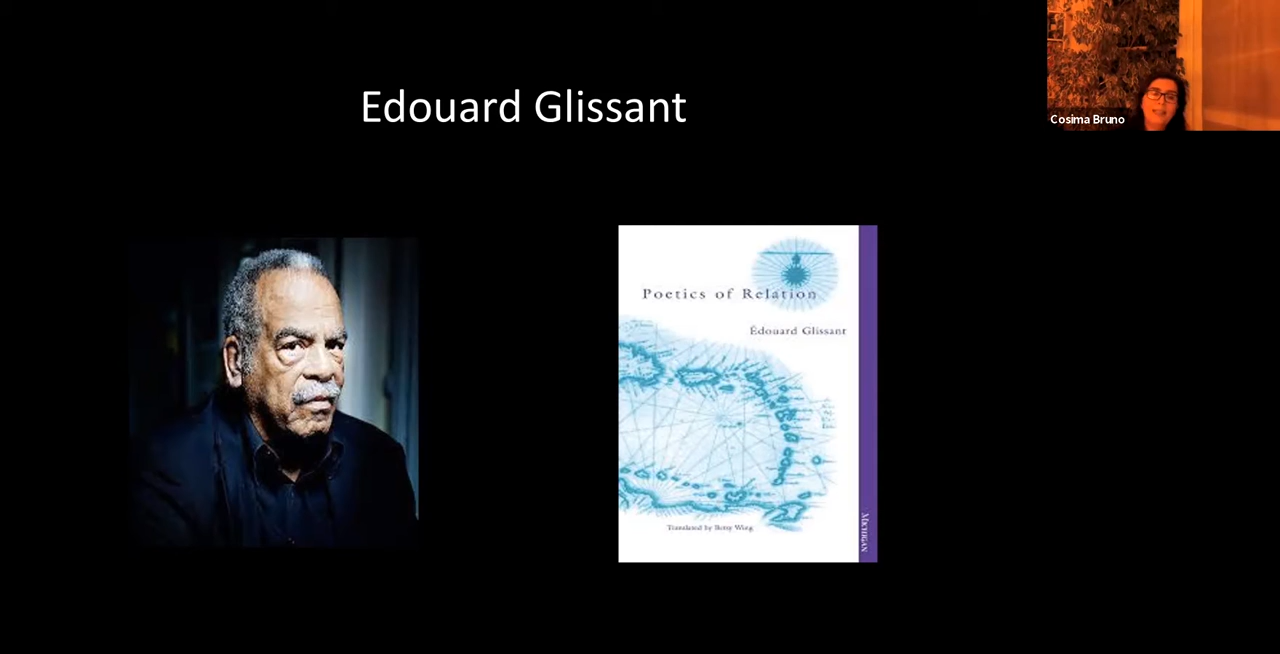 Edouard Glissant
Cosima Bruno
Poetics of Relation
Édouard Glissant
Translated by Betsy Wing
MICHIGAN